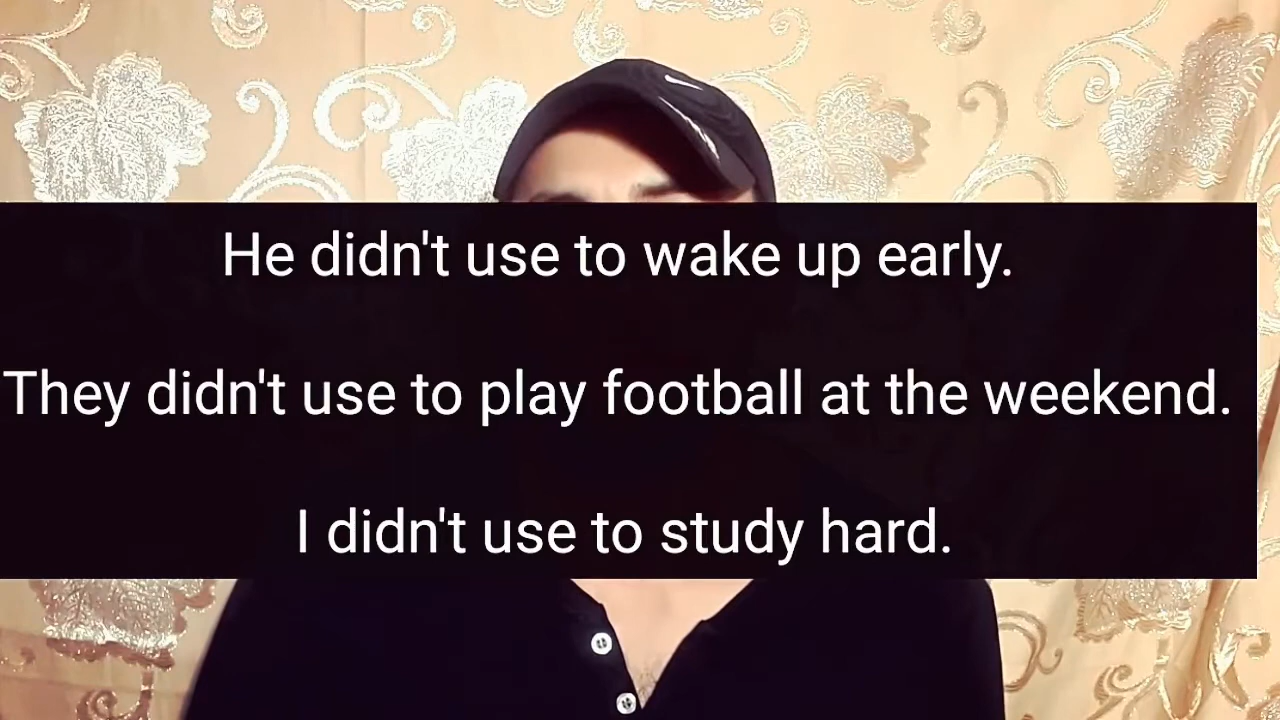 He didn't use to wake up early.
They didn't use to play football at the weekend.
I didn't use to study hard.